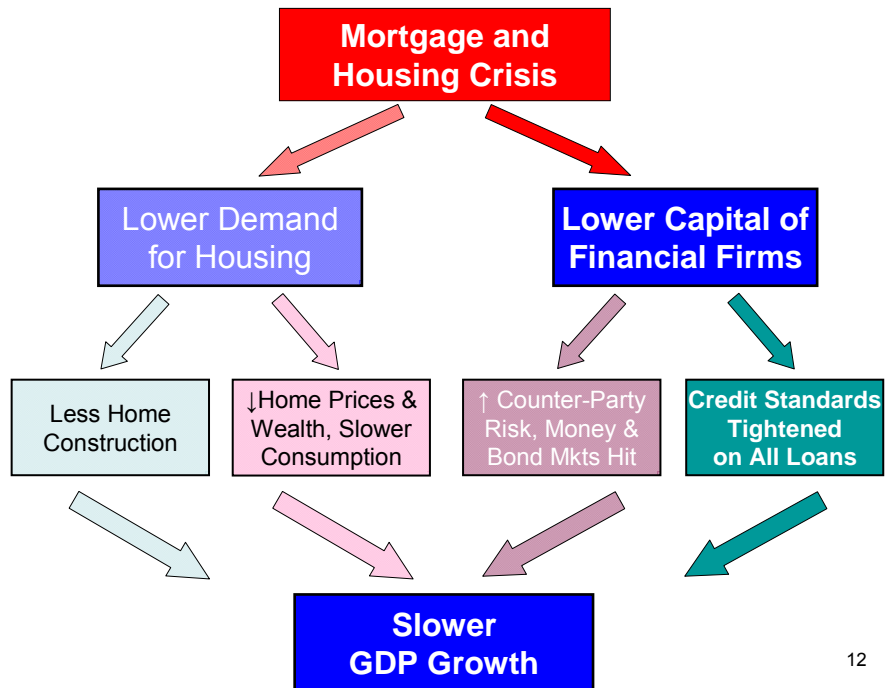 Mortgage and
Housing Crisis
Lower Demand
for Housing
Lower Capital of
Financial Firms
Less Home
Construction
↓Home Prices &
Wealth, Slower
Consumption
↑ Counter-Party
Risk, Money &
Bond Mkts Hit
Credit Standards
Tightened
on All Loans
Slower
GDP Growth
12